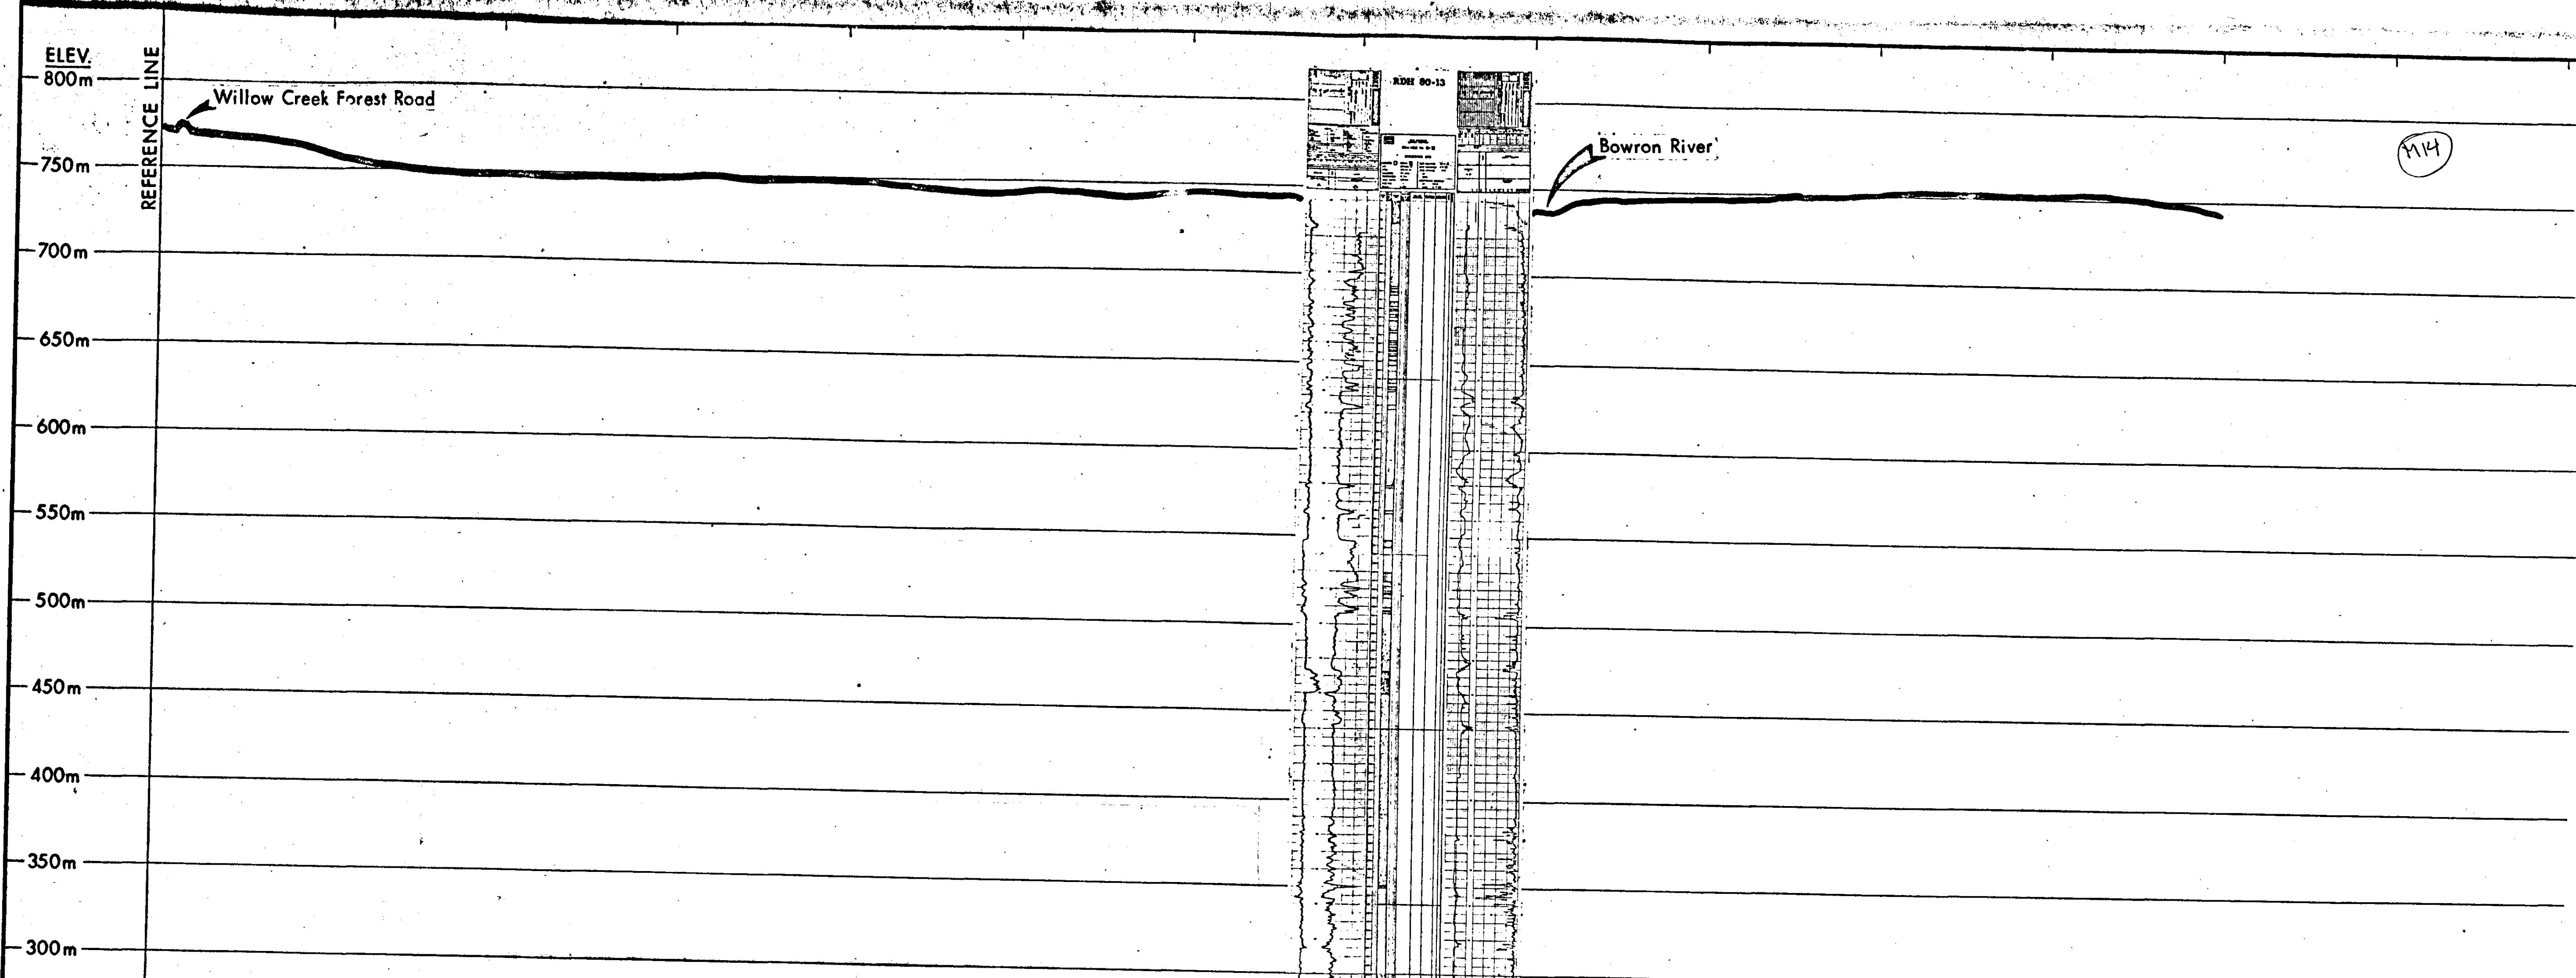 ELEV.
800m
REFERENCE LINE
Willow Creek Forest Road
750m
700m
650m
600m
550m
500m
450m
400m
350m
300m
RDH 80-13
Bowron River
M14